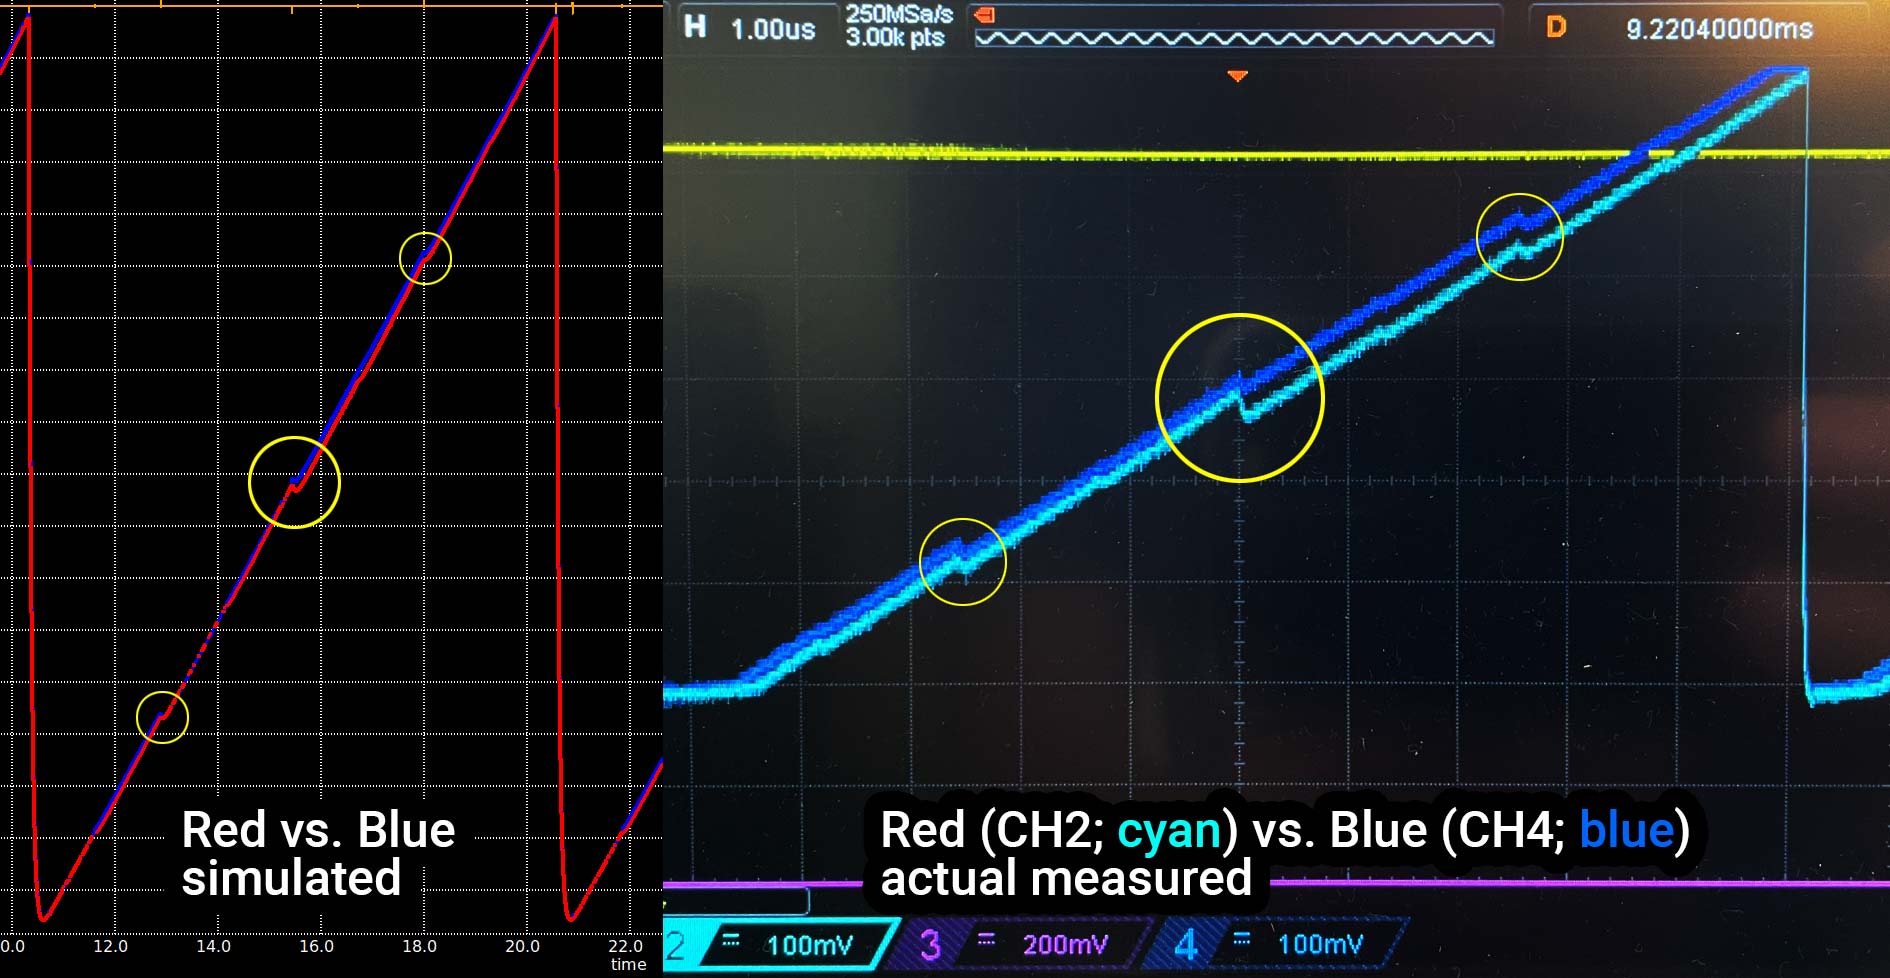 H
1.00us
250MSa/s
3.00k pts
D
9.22040000ms
Red vs. Blue
simulated
Red (CH2; cyan) vs. Blue (CH4; blue)
actual measured
0.0 12.0 14.0 16.0 18.0 20.0 22.0
time
2 100mV 3 200mV 4 100mV